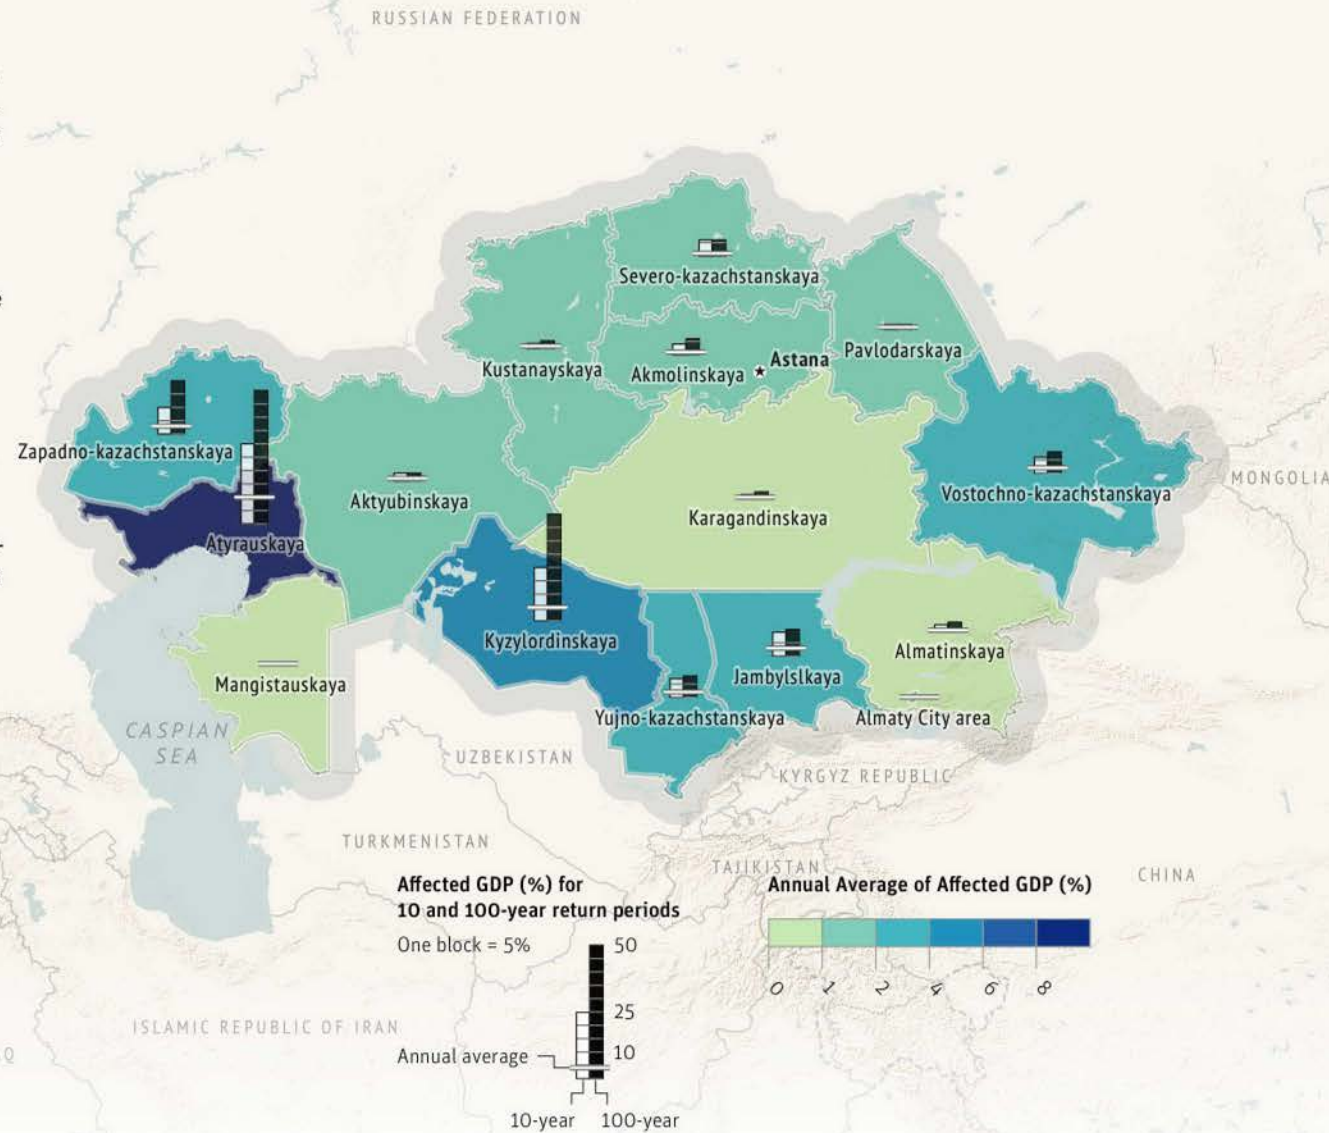 RUSSIAN FEDERATION
Severo-kazachstanskaya
Kustanayskaya
Akmolinskaya
Astana
Pavlodarskaya
Zapadno-kazachstanskaya
Aktyubinskaya
Karagandinskaya
Vostochno-kazachstanskaya
MONGOLIA
Atyrauskaya
Kyzylordinskaya
Almatinskaya
Jambylslkaya
Mangistauskaya
Yujno-kazachstanskaya
Almaty City area
CASPIAN
SEA
UZBEKISTAN
KYRGYZ REPUBLIC
TURKMENISTAN
TAJIKISTAN
CHINA
ISLAMIC REPUBLIC OF IRAN
Q
Affected GDP (%) for
10 and 100-year return periods
One block = 5%
50
25
10
Annual average
10-year 100-year
Annual Average of Affected GDP (%)
0 1 2 4 6 8